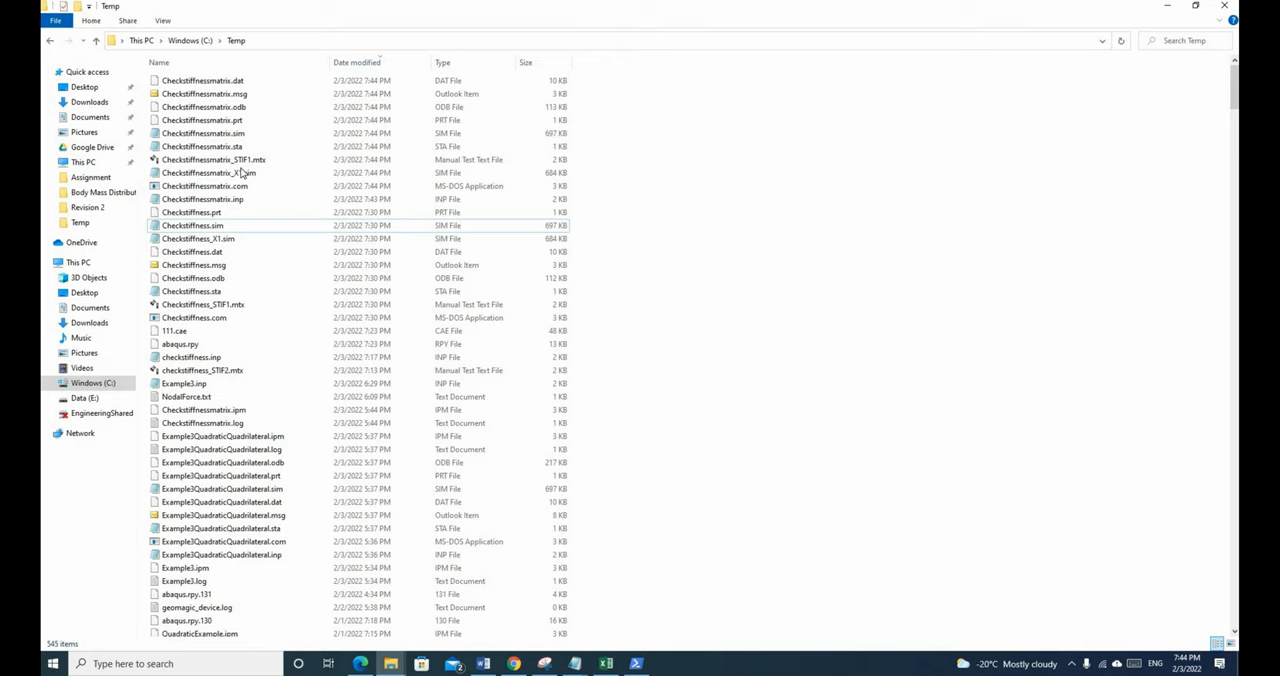 Temp
File Home Share View
This PC Windows (C:) Temp Search Temp
Name Date modified Type Size
Quick access
Desktop
Downloads
Documents
Pictures
Google Drive
This PC
Assignment
Body Mass Distribut
Revision 2
Temp
OneDrive
This PC
3D Objects
Desktop
Documents
Downloads
Music
Pictures
Videos
Windows (C:)
Data (E:)
EngineeringShared
Network
Checkstiffnessmatrix.dat 2/3/2022 7:44 PM DAT File 10 KB
Checkstiffnessmatrix.msg 2/3/2022 7:44 PM Outlook Item 3 KB
Checkstiffnessmatrix.odb 2/3/2022 7:44 PM ODB File 113 KB
Checkstiffnessmatrix.prt 2/3/2022 7:44 PM PRT File 1 KB
Checkstiffnessmatrix.sim 2/3/2022 7:44 PM SIM File 697 KB
Checkstiffnessmatrix.sta 2/3/2022 7:44 PM STA File 1 KB
Checkstiffnessmatrix_STIF1.mtx 2/3/2022 7:44 PM Manual Test Text File 2 KB
Checkstiffnessmatrix_X1.sim 2/3/2022 7:44 PM SIM File 684 KB
Checkstiffnessmatrix.com 2/3/2022 7:44 PM MS-DOS Application 3 KB
Checkstiffnessmatrix.inp 2/3/2022 7:43 PM INP File 2 KB
Checkstiffness.prt 2/3/2022 7:30 PM PRT File 1 KB
Checkstiffness.sim 2/3/2022 7:30 PM SIM File 697 KB
Checkstiffness_X1.sim 2/3/2022 7:30 PM SIM File 684 KB
Checkstiffness.dat 2/3/2022 7:30 PM DAT File 10 KB
Checkstiffness.msg 2/3/2022 7:30 PM Outlook Item 3 KB
Checkstiffness.odb 2/3/2022 7:30 PM ODB File 112 KB
Checkstiffness.sta 2/3/2022 7:30 PM STA File 1 KB
Checkstiffness_STIF1.mtx 2/3/2022 7:30 PM Manual Test Text File 2 KB
Checkstiffness.com 2/3/2022 7:30 PM MS-DOS Application 3 KB
111.cae 2/3/2022 7:23 PM CAE File 48 KB
abaqus.rpy 2/3/2022 7:23 PM RPY File 13 KB
checkstiffness.inp 2/3/2022 7:17 PM INP File 2 KB
checkstiffness_STIF2.mtx 2/3/2022 7:13 PM Manual Test Text File 2 KB
Example3.inp 2/3/2022 6:29 PM INP File 2 KB
NodalForce.txt 2/3/2022 6:09 PM Text Document 1 KB
Checkstiffnessmatrix.ipm 2/3/2022 5:44 PM IPM File 3 KB
Checkstiffnessmatrix.log 2/3/2022 5:44 PM Text Document 1 KB
Example3QuadraticQuadrilateral.ipm 2/3/2022 5:37 PM IPM File 3 KB
Example3QuadraticQuadrilateral.log 2/3/2022 5:37 PM Text Document 1 KB
Example3QuadraticQuadrilateral.odb 2/3/2022 5:37 PM ODB File 217 KB
Example3QuadraticQuadrilateral.prt 2/3/2022 5:37 PM PRT File 1 KB
Example3QuadraticQuadrilateral.sim 2/3/2022 5:37 PM SIM File 697 KB
Example3QuadraticQuadrilateral.dat 2/3/2022 5:37 PM DAT File 10 KB
Example3QuadraticQuadrilateral.msg 2/3/2022 5:37 PM Outlook Item 8 KB
Example3QuadraticQuadrilateral.sta 2/3/2022 5:37 PM STA File 1 KB
Example3QuadraticQuadrilateral.com 2/3/2022 5:36 PM MS-DOS Application 3 KB
Example3QuadraticQuadrilateral.inp 2/3/2022 5:36 PM INP File 2 KB
Example3.ipm 2/3/2022 5:34 PM IPM File 3 KB
Example3.log 2/3/2022 5:34 PM Text Document 1 KB
abaqus.rpy.131 2/3/2022 4:34 PM 131 File 4 KB
geomagic_device.log 2/2/2022 5:38 PM Text Document 0 KB
abaqus.rpy.130 2/1/2022 7:18 PM 130 File 16 KB
QuadraticExample.ipm 2/1/2022 7:15 PM IPM File 3 KB
545 items
Type here to search 2 -20°C Mostly cloudy ENG 7:44 PM
2/3/2022